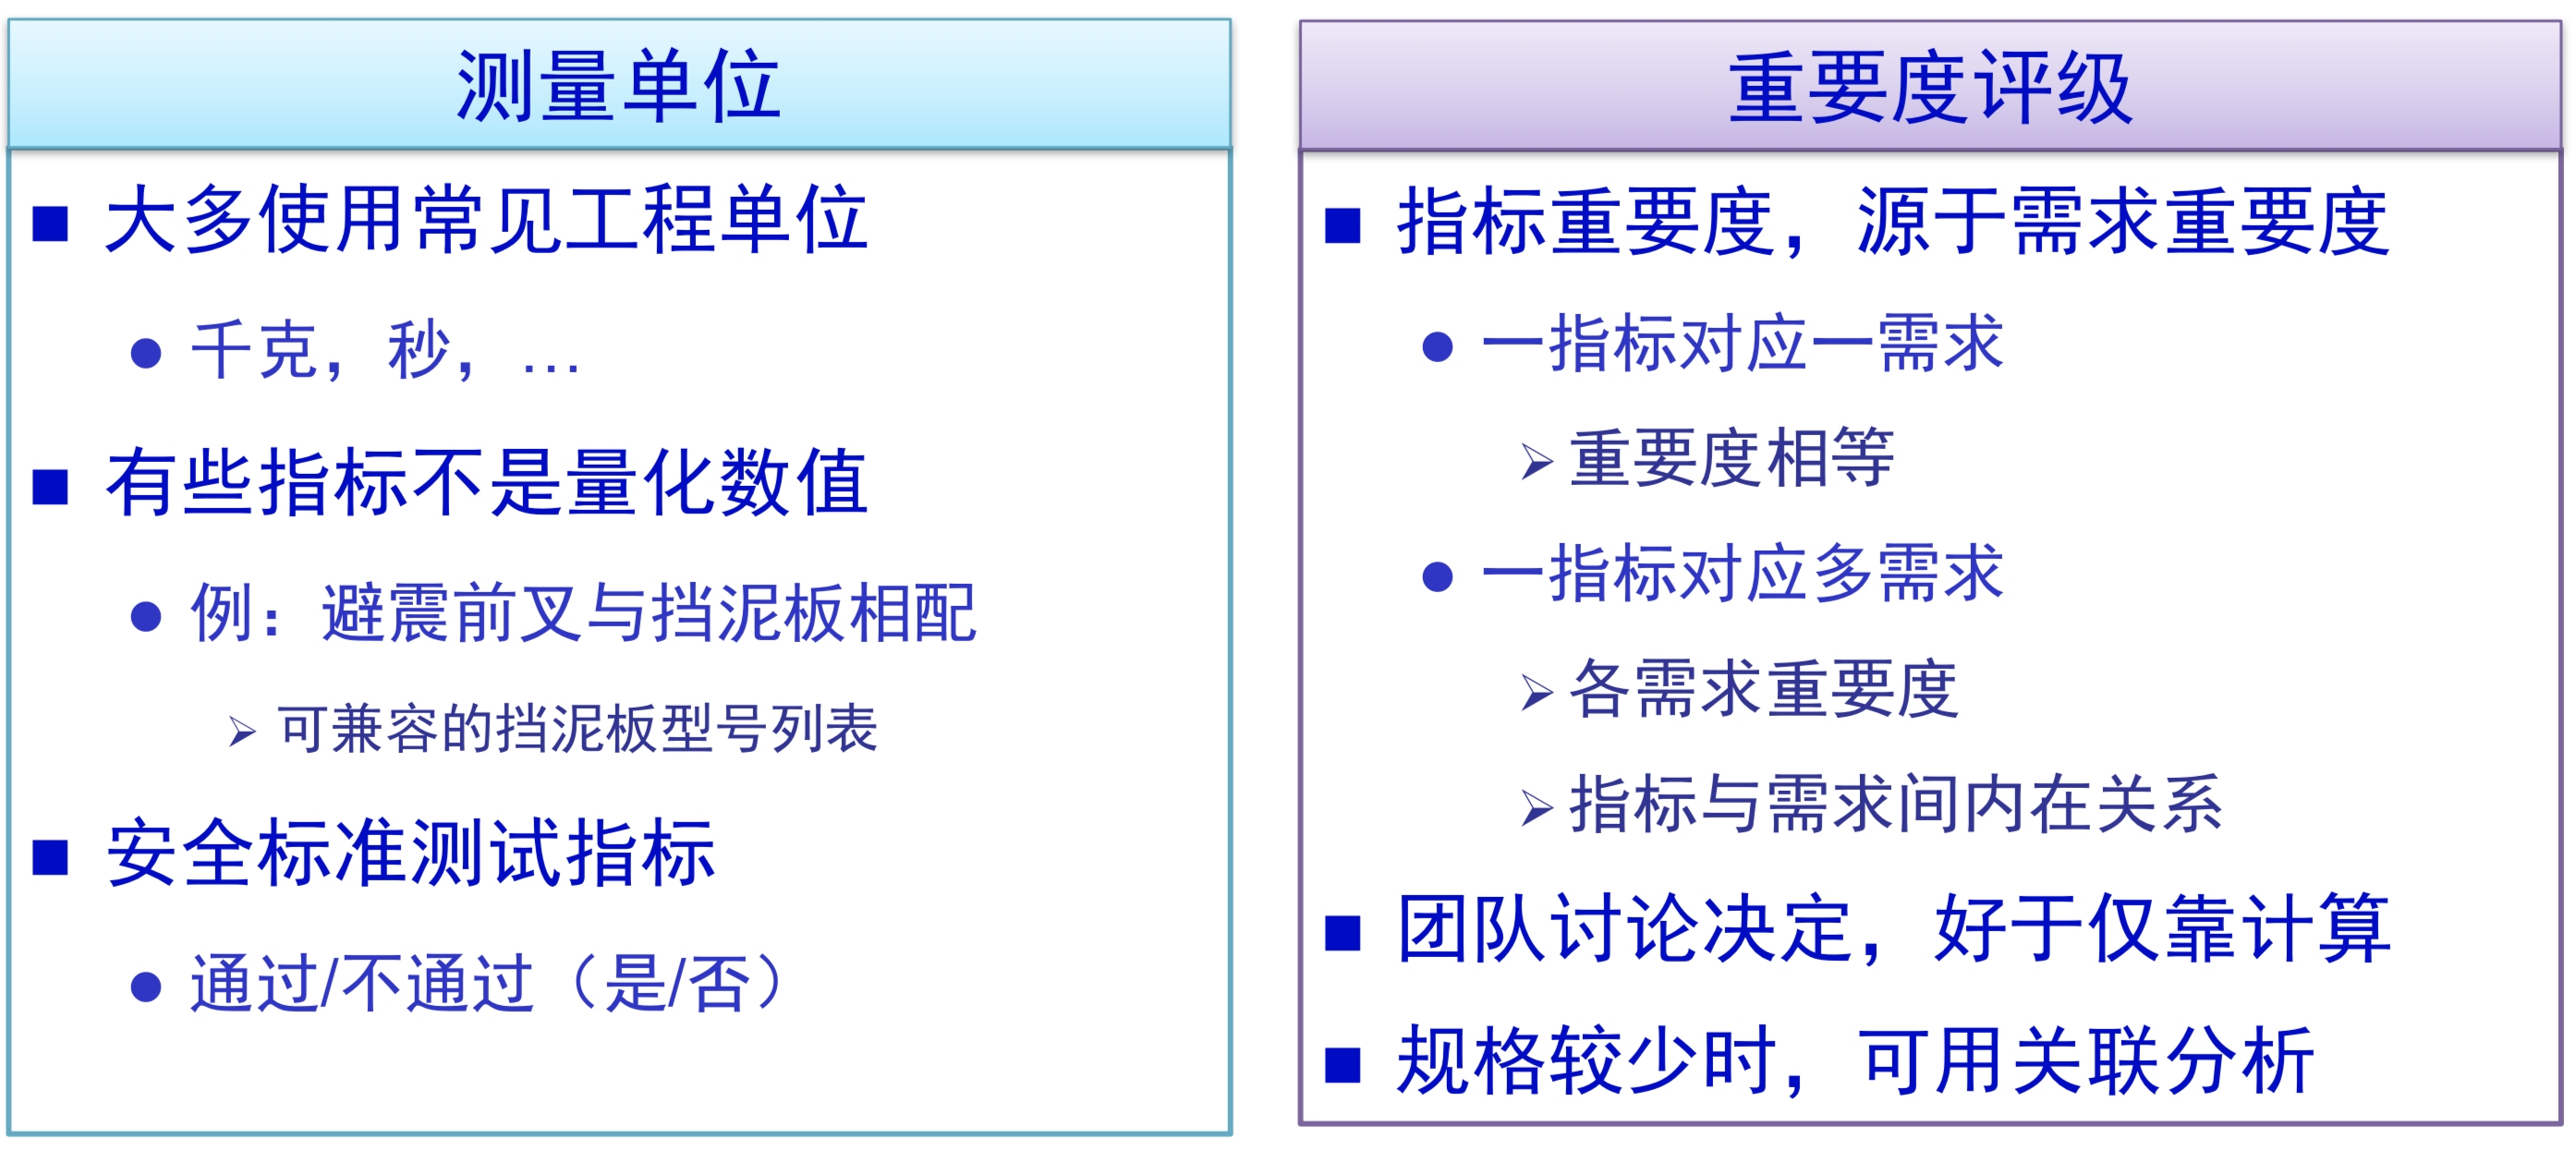 测量单位
■ 大多使用常见工程单位
● 千克，秒，…
■ 有些指标不是量化数值
● 例：避震前叉与挡泥板相配
➢ 可兼容的挡泥板型号列表
■ 安全标准测试指标
● 通过/不通过（是/否）
重要度评级
■ 指标重要度，源于需求重要度
● 一指标对应一需求
➢ 重要度相等
● 一指标对应多需求
➢ 各需求重要度
➢ 指标与需求间内在关系
■ 团队讨论决定，好于仅靠计算
■ 规格较少时，可用关联分析